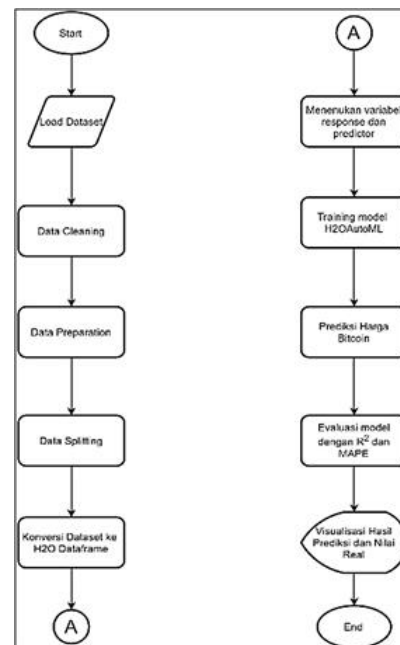 Start
Load Dataset
Data Cleaning
Data Preparation
Data Splitting
Konversi Dataset ke
H2O Dataframe
A
A
Menenukan variabel
response dan
predictor
Training model
H2OAutoML
Prediksi Harga
Bitcoin
Evaluasi model
dengan R² dan
MAPE
Visualisasi Hasil
Prediksi dan Nilai
Real
End